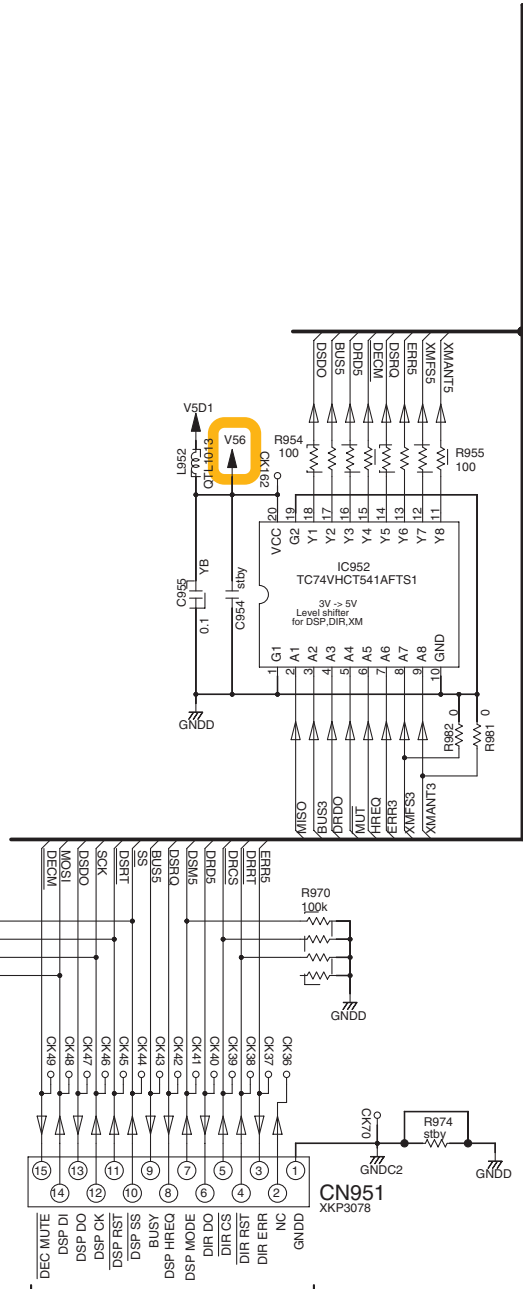 DSDO
BUS5
DRD5
DECM
DSRQ
ERR5
XMFS5
XMANT5
V5D1
V56
L952
QTL1013
CK162
R954
100
R955
100
20
19
18
17
16
15
14
13
12
11
VCC
G2
Y1
Y2
Y3
Y4
Y5
Y6
Y7
Y8
IC952
TC74VHCT541AFTS1
3V -> 5V
Level shifter
for DSP,DIR,XM
C955
YB
0.1
C954
stby
G1
A1
A2
A3
A4
A5
A6
A7
A8
GND
1
2
3
4
5
6
7
8
9
10
GNDD
R982
0
R981
0
MISO
BUS3
DRDO
MUT
HREQ
ERR3
XMFS3
XMANT3
DECM
MOSI
DSDO
SCK
DSRT
SS
BUS5
DSRQ
DSM5
DRD5
DRCS
DRRT
ERR5
R970
100k
GNDD
CK49
CK48
CK47
CK46
CK45
CK44
CK43
CK42
CK41
CK40
CK39
CK38
CK37
CK36
CK70
R974
stby
GNDC2
GNDD
15
14
13
12
11
10
9
8
7
6
5
4
3
2
1
CN951
XKP3078
DEC MUTE
DSP DI
DSP DO
DSP CK
DSP RST
DSP SS
BUSY
DSP HREQ
DSP MODE
DIR DO
DIR CS
DIR RST
DIR ERR
NC
GNDD